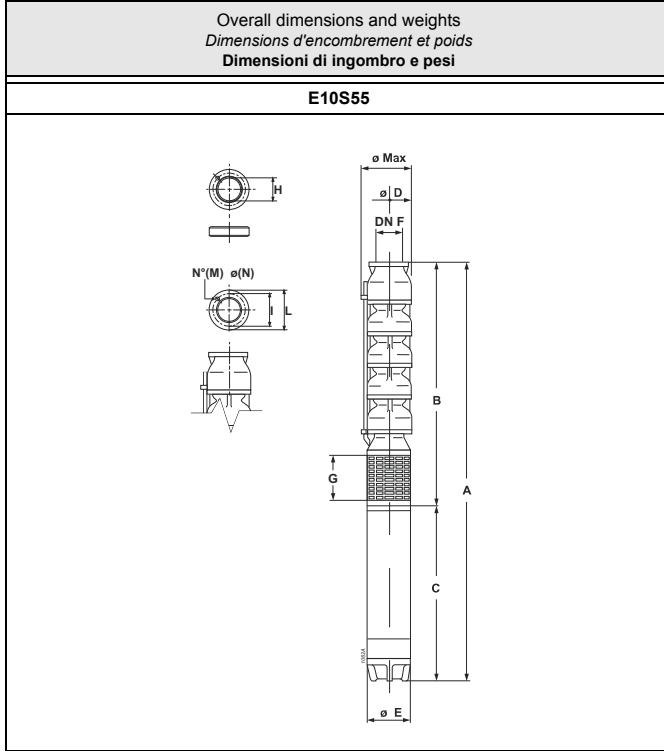 Overall dimensions and weights
Dimensions d'encombrement et poids
Dimensioni di ingombro e pesi
E10S55
ø Max
ø D
DN F
H
N°(M) ø(N)
I
L
B
A
G
C
ø E